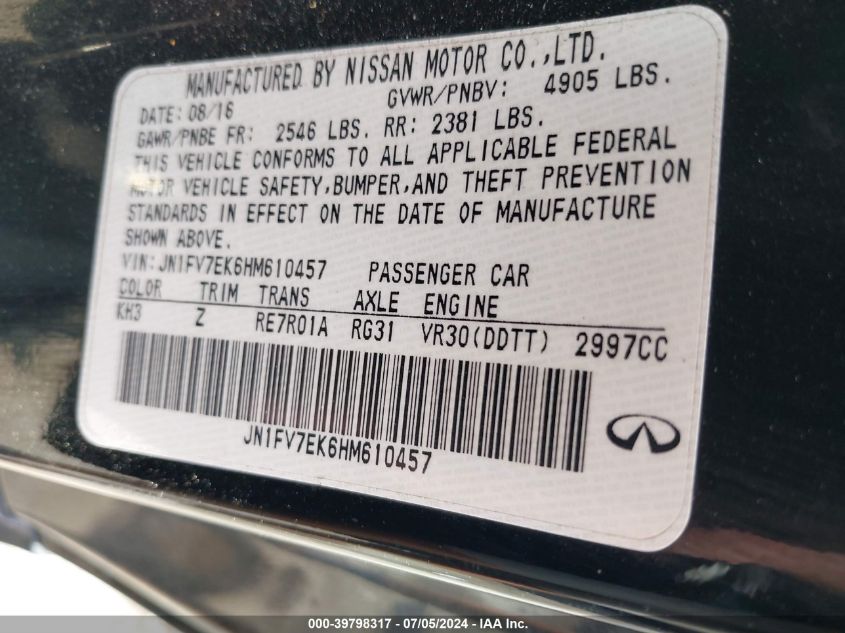 MANUFACTURED BY NISSAN MOTOR CO.,LTD.
DATE: 08/16 GVWR/PNBV: 4905 LBS.
GAWR/PNBE FR: 2546 LBS. RR: 2381 LBS.
THIS VEHICLE CONFORMS TO ALL APPLICABLE FEDERAL
MOTOR VEHICLE SAFETY,BUMPER,AND THEFT PREVENTION
STANDARDS IN EFFECT ON THE DATE OF MANUFACTURE
SHOWN ABOVE.
VIN:JN1FV7EK6HM610457 PASSENGER CAR
COLOR TRIM TRANS AXLE ENGINE
KH3 Z RE7R01A RG31 VR30(DDTT) 2997CC
JN1FV7EK6HM610457
000-39798317 / 07/05/2024 - © IAA Inc.